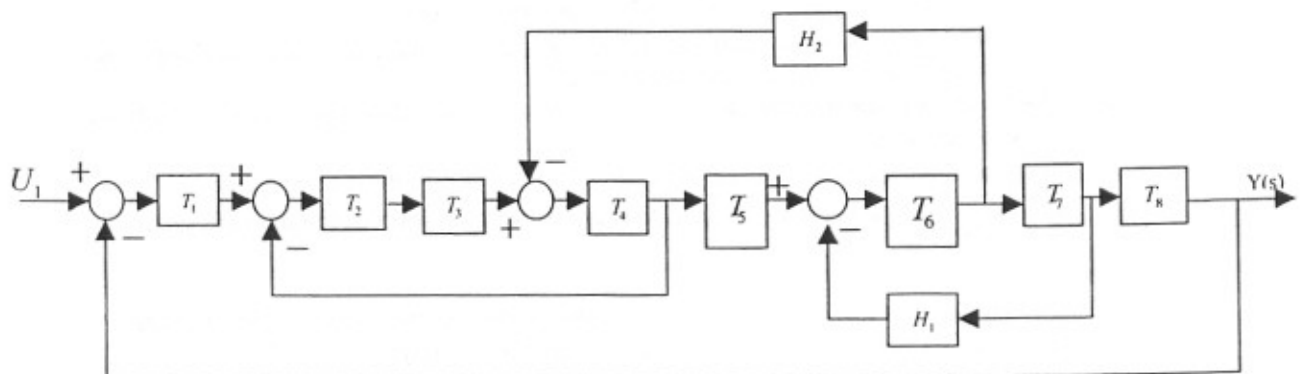 H₂
U₁ + − T₁ + − T₂ T₃ + − T₄ T₅ + − T₆ T₇ T₈ Y(s)
H₁